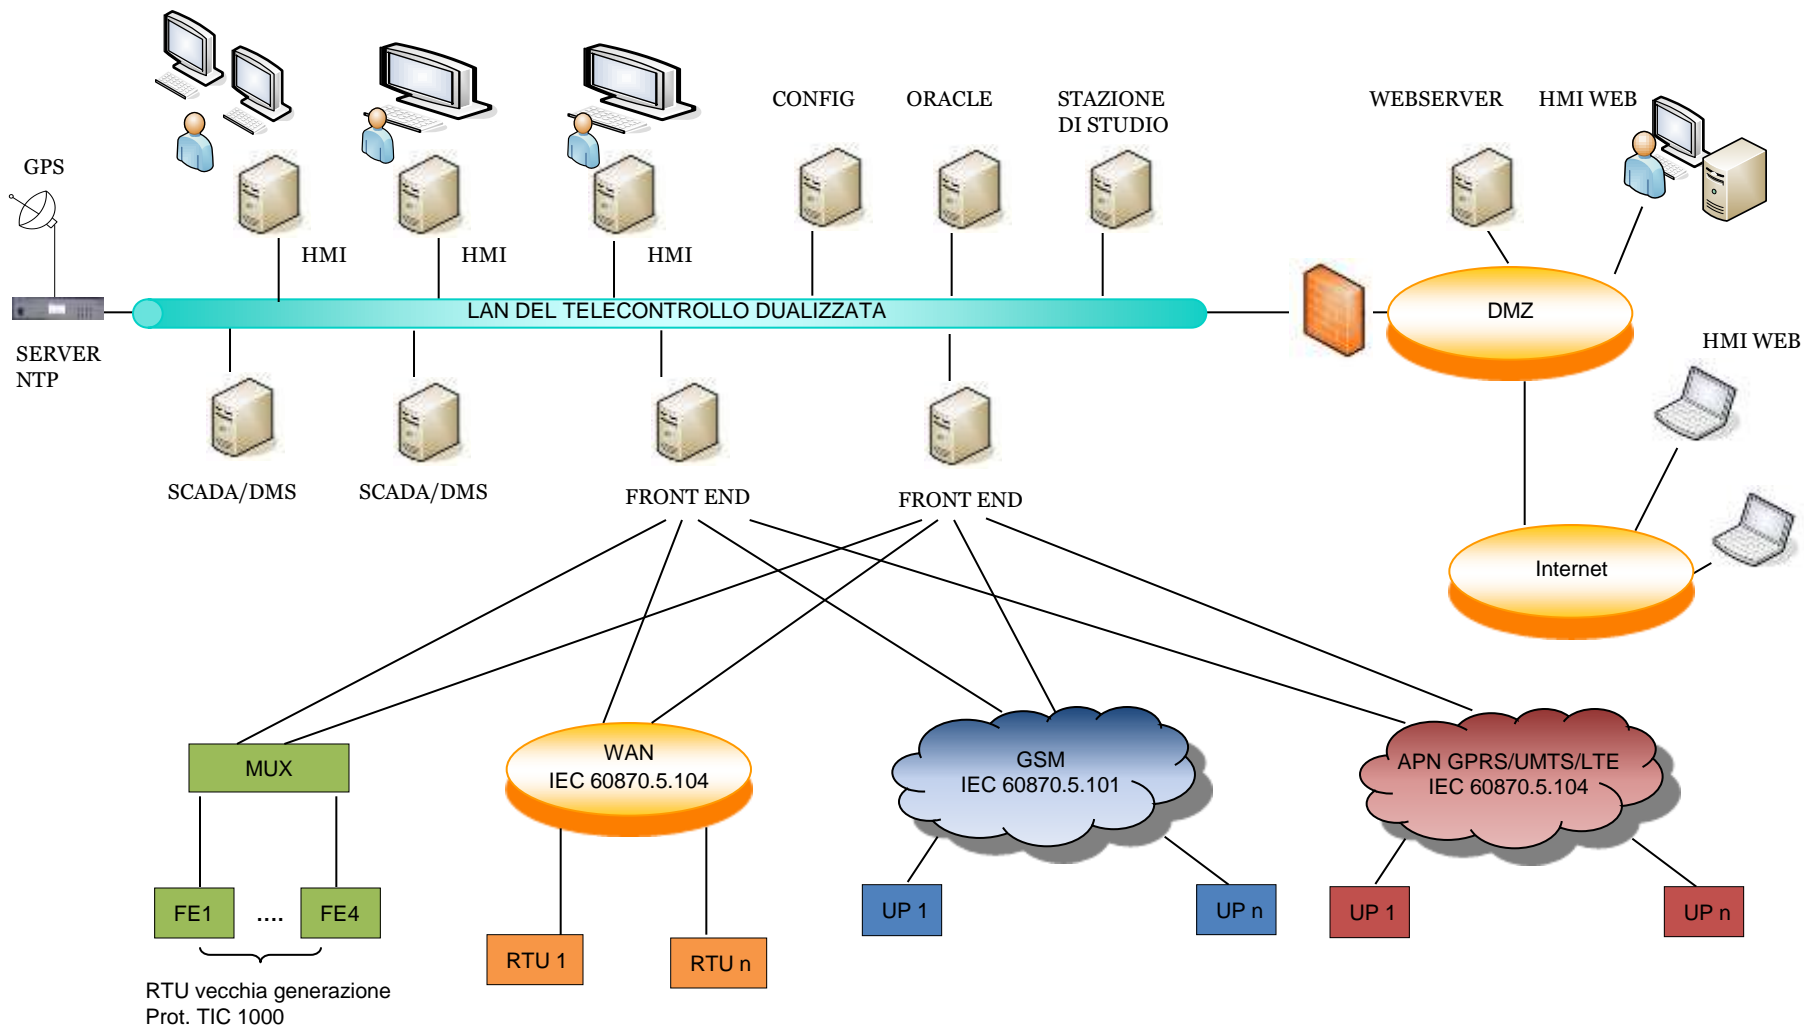 CONFIG
ORACLE
STAZIONE
DI STUDIO
WEBSERVER
HMI WEB
GPS
HMI
HMI
HMI
LAN DEL TELECONTROLLO DUALIZZATA
DMZ
SERVER
NTP
HMI WEB
SCADA/DMS
SCADA/DMS
FRONT END
FRONT END
Internet
MUX
WAN
IEC 60870.5.104
GSM
IEC 60870.5.101
APN GPRS/UMTS/LTE
IEC 60870.5.104
FE1
....
FE4
UP 1
UP n
UP 1
UP n
RTU 1
RTU n
RTU vecchia generazione
Prot. TIC 1000